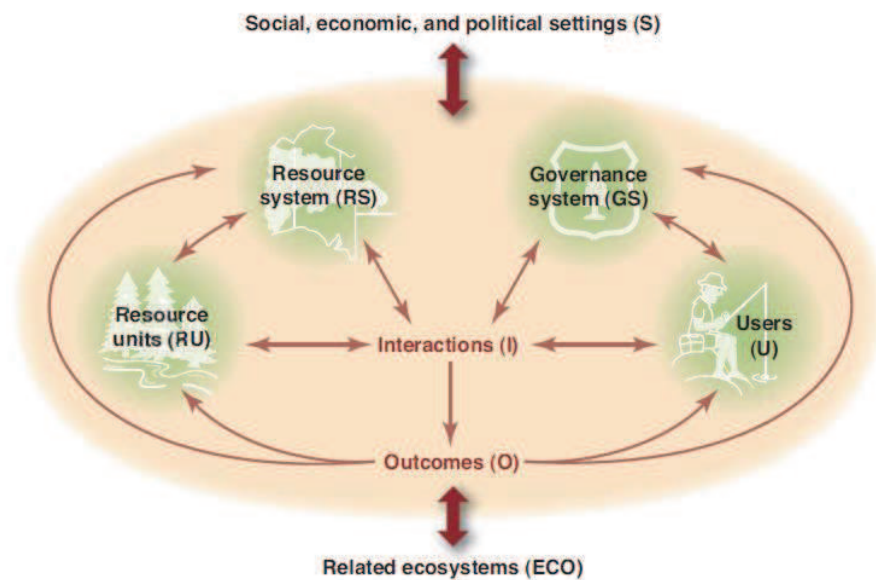 Social, economic, and political settings (S)
Resource
system (RS)
Governance
system (GS)
Resource
units (RU)
Interactions (I)
Users
(U)
Outcomes (O)
Related ecosystems (ECO)